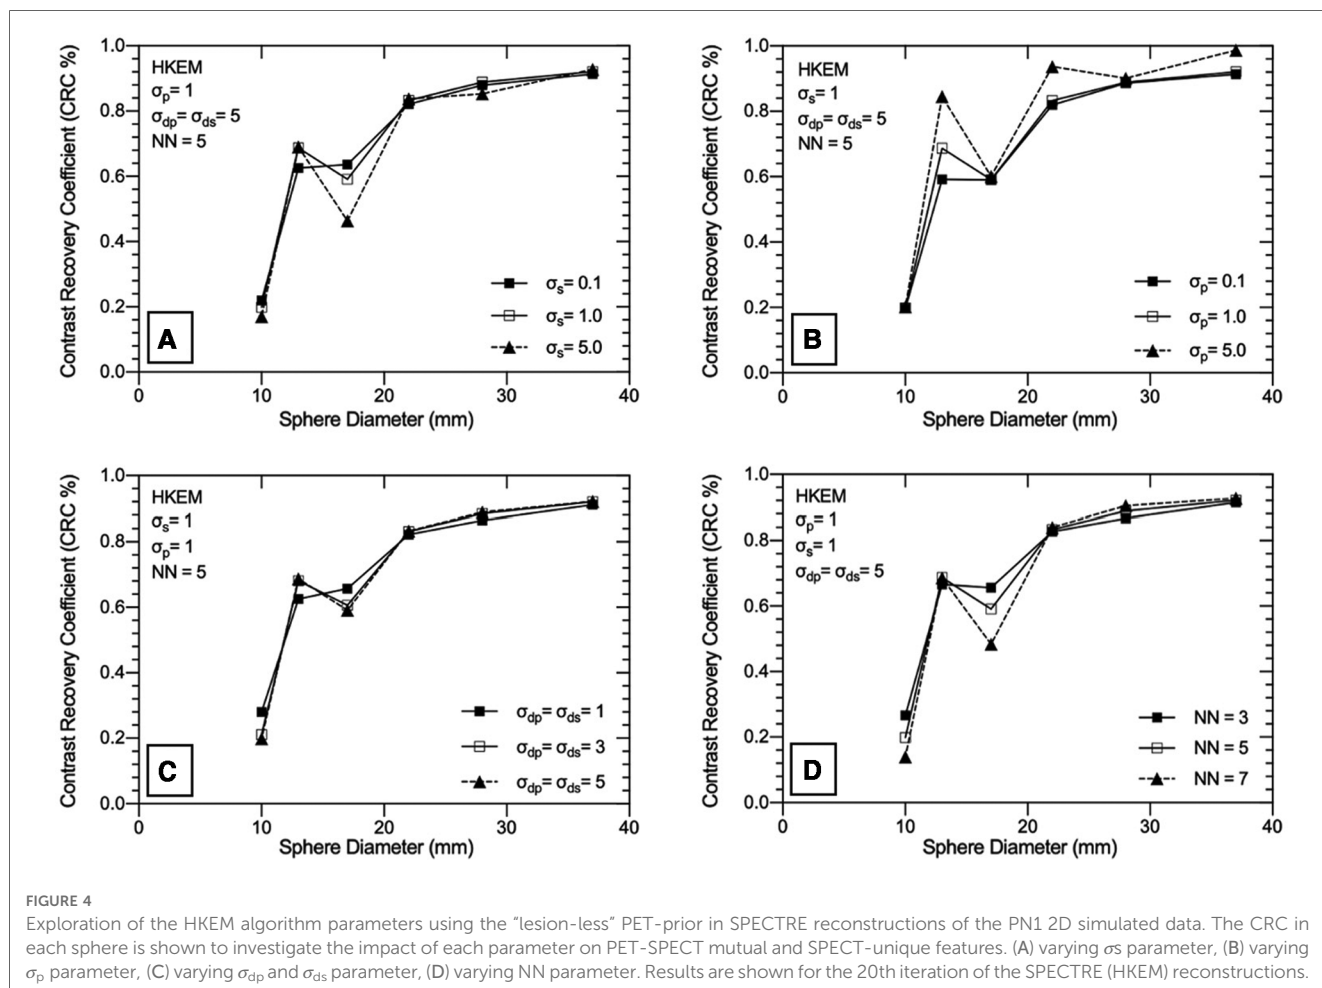 Contrast Recovery Coefficient (CRC %)
1.0
0.8
0.6
0.4
0.2
0.0
HKEM
σp= 1
σdp= σds= 5
NN = 5
A
σs= 0.1
σs= 1.0
σs= 5.0
0 10 20 30 40
Sphere Diameter (mm)
Contrast Recovery Coefficient (CRC %)
1.0
0.8
0.6
0.4
0.2
0.0
HKEM
σs= 1
σdp= σds= 5
NN = 5
B
σp= 0.1
σp= 1.0
σp= 5.0
0 10 20 30 40
Sphere Diameter (mm)
Contrast Recovery Coefficient (CRC %)
1.0
0.8
0.6
0.4
0.2
0.0
HKEM
σs= 1
σp= 1
NN = 5
C
σdp= σds= 1
σdp= σds= 3
σdp= σds= 5
0 10 20 30 40
Sphere Diameter (mm)
Contrast Recovery Coefficient (CRC %)
1.0
0.8
0.6
0.4
0.2
0.0
HKEM
σp= 1
σs= 1
σdp= σds= 5
D
NN = 3
NN = 5
NN = 7
0 10 20 30 40
Sphere Diameter (mm)
FIGURE 4
Exploration of the HKEM algorithm parameters using the “lesion-less” PET-prior in SPECTRE reconstructions of the PN1 2D simulated data. The CRC in
each sphere is shown to investigate the impact of each parameter on PET-SPECT mutual and SPECT-unique features. (A) varying σs parameter, (B) varying
σp parameter, (C) varying σdp and σds parameter, (D) varying NN parameter. Results are shown for the 20th iteration of the SPECTRE (HKEM) reconstructions.